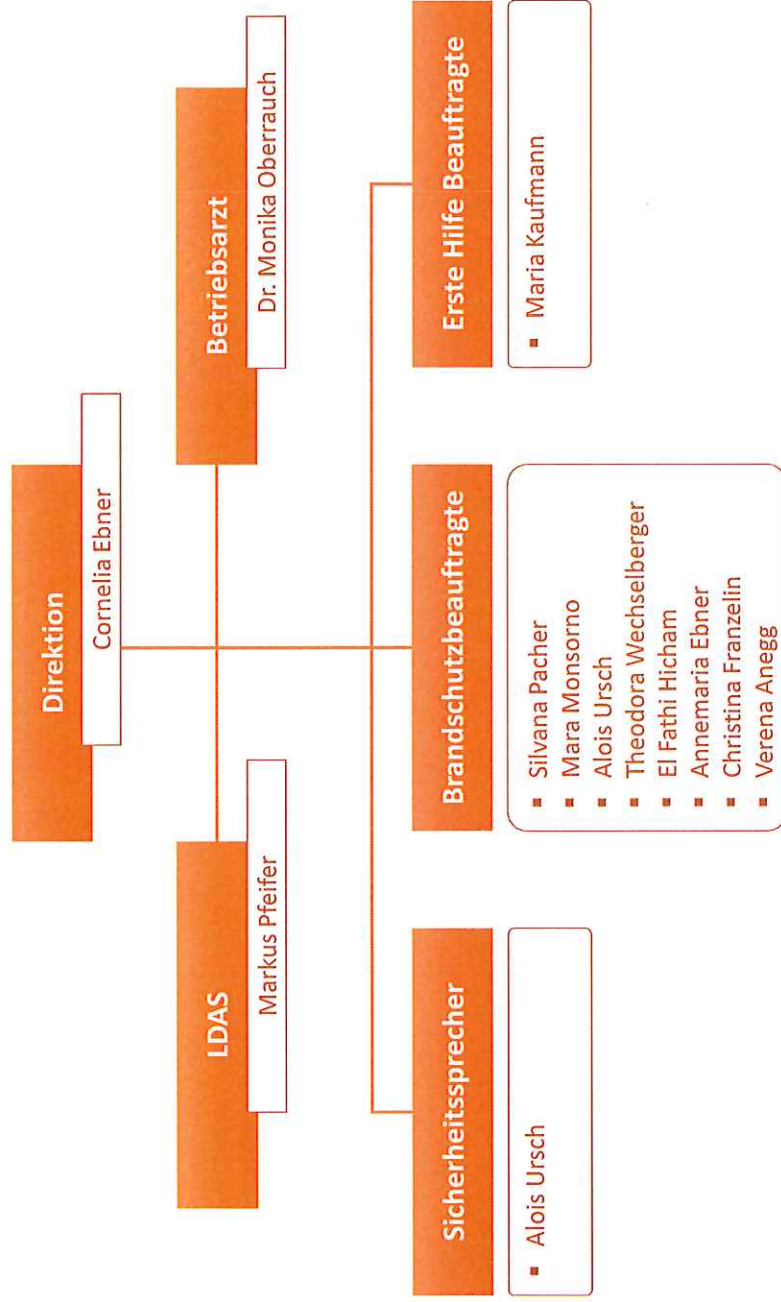 Direktion
Cornelia Ebner
LDAS
Markus Pfeifer
Betriebsarzt
Dr. Monika Oberrauch
Sicherheitssprecher
▪ Alois Ursch
Brandschutzbeauftragte
▪ Silvana Pacher
▪ Mara Monsorno
▪ Alois Ursch
▪ Theodora Wechselberger
▪ El Fathi Hicham
▪ Annemaria Ebner
▪ Christina Franzelin
▪ Verena Anegg
Erste Hilfe Beauftragte
▪ Maria Kaufmann